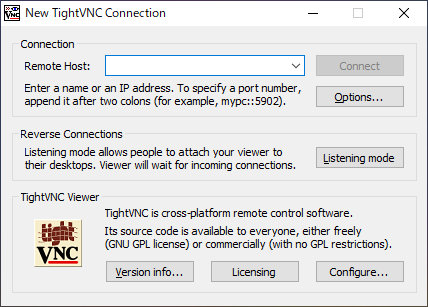 New TightVNC Connection
Connection
Remote Host:
Connect
Enter a name or an IP address. To specify a port number,
append it after two colons (for example, mypc::5902).
Options...
Reverse Connections
Listening mode allows people to attach your viewer to
their desktops. Viewer will wait for incoming connections.
Listening mode
TightVNC Viewer
tight
VNC
TightVNC is cross-platform remote control software.
Its source code is available to everyone, either freely
(GNU GPL license) or commercially (with no GPL restrictions).
Version info...
Licensing
Configure...